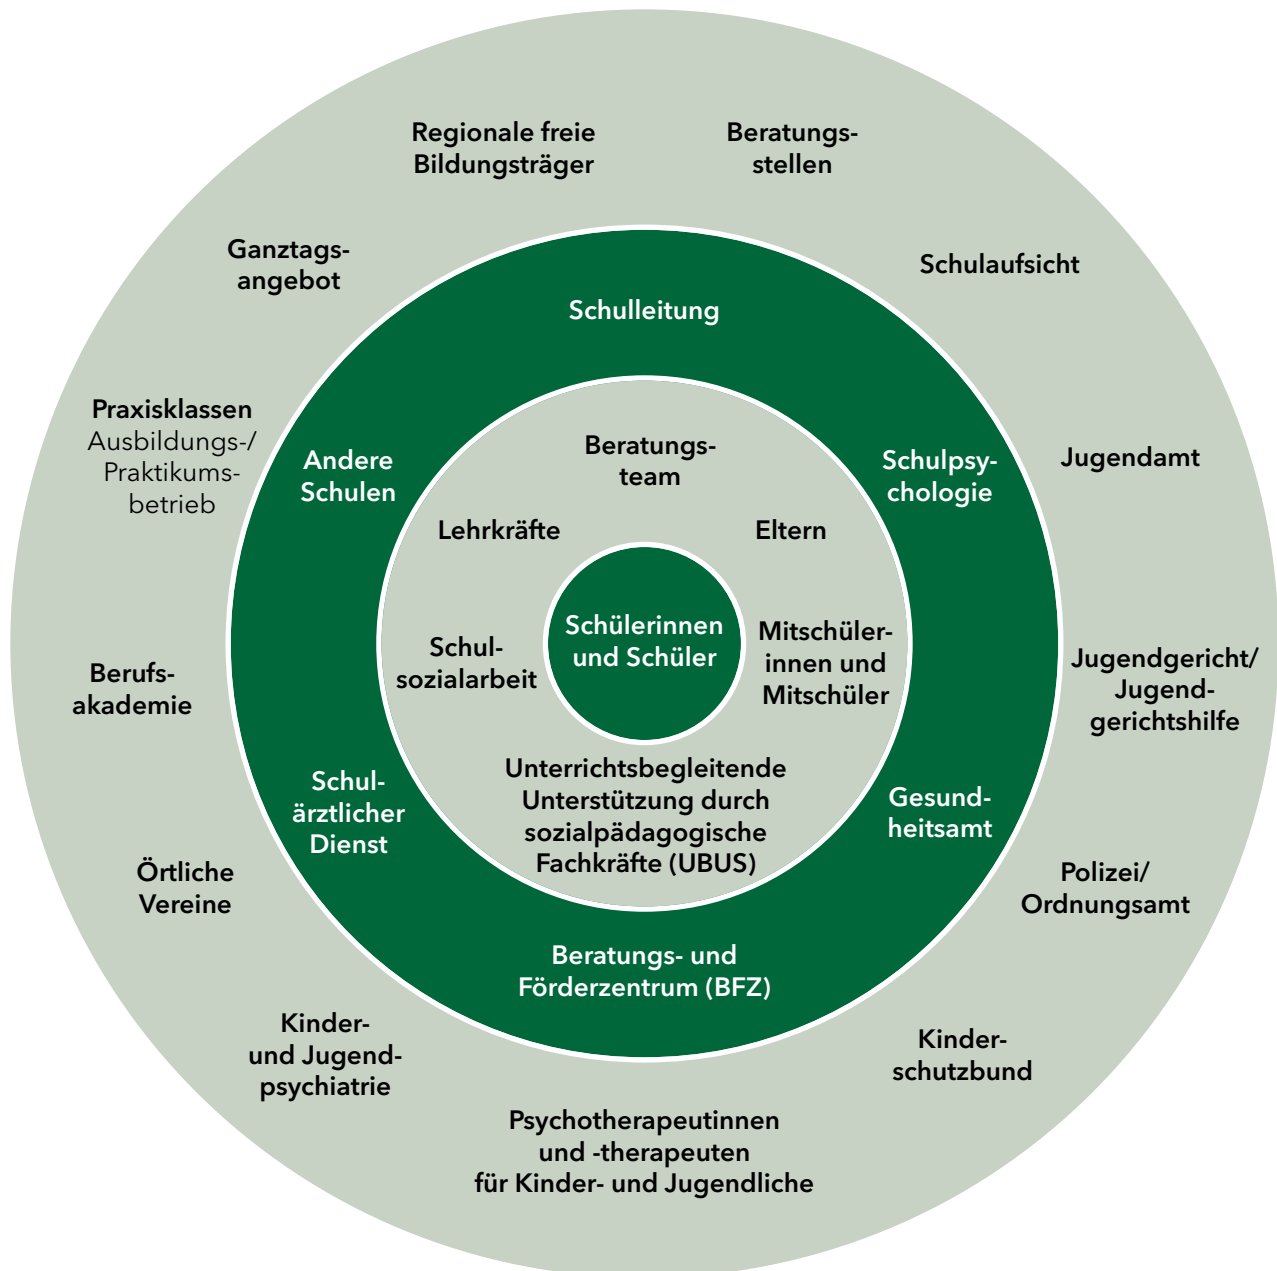 Regionale freie
Bildungsträger
Beratungs-
stellen
Ganztags-
angebot
Schulaufsicht
Schulleitung
Praxisklassen
Ausbildungs-/
Praktikums-
betrieb
Andere
Schulen
Beratungs-
team
Schulpsy-
chologie
Jugendamt
Lehrkräfte
Eltern
Schülerinnen
und Schüler
Schul-
sozialarbeit
Mitschüler-
innen und
Mitschüler
Berufs-
akademie
Jugendgericht/
Jugend-
gerichtshilfe
Unterrichtsbegleitende
Unterstützung durch
sozialpädagogische
Fachkräfte (UBUS)
Schul-
ärztlicher
Dienst
Gesund-
heitsamt
Örtliche
Vereine
Polizei/
Ordnungsamt
Beratungs- und
Förderzentrum (BFZ)
Kinder-
und Jugend-
psychiatrie
Kinder-
schutzbund
Psychotherapeutinnen
und -therapeuten
für Kinder- und Jugendliche